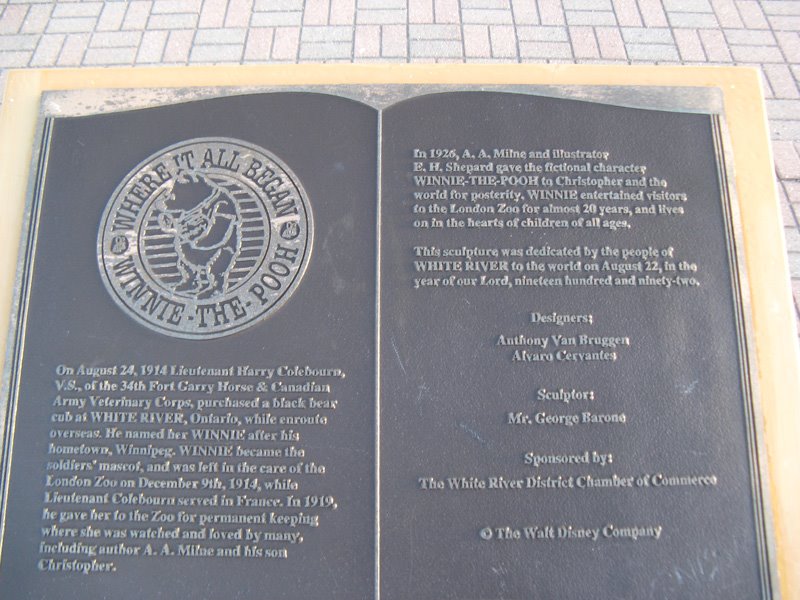 WHERE IT ALL BEGAN
WINNIE-THE-POOH
On August 24, 1914 Lieutenant Harry Colebourn,
V.S., of the 34th Fort Garry Horse & Canadian
Army Veterinary Corps, purchased a black bear
cub at WHITE RIVER, Ontario, while enroute
overseas. He named her WINNIE after his
hometown, Winnipeg. WINNIE became the
soldiers' mascot, and was left in the care of the
London Zoo on December 9th, 1914, while
Lieutenant Colebourn served in France. In 1919,
he gave her to the Zoo for permanent keeping
where she was watched and loved by many,
including author A. A. Milne and his son
Christopher.
In 1926, A. A. Milne and illustrator
E. H. Shepard gave the fictional character
WINNIE-THE-POOH to Christopher and the
world for posterity. WINNIE entertained visitors
to the London Zoo for almost 20 years, and lives
on in the hearts of children of all ages.
This sculpture was dedicated by the people of
WHITE RIVER to the world on August 22, in the
year of our Lord, nineteen hundred and ninety-two.
Designers:
Anthony Van Bruggen
Alvaro Cervantes
Sculptor:
Mr. George Barone
Sponsored by:
The White River District Chamber of Commerce
© The Walt Disney Company